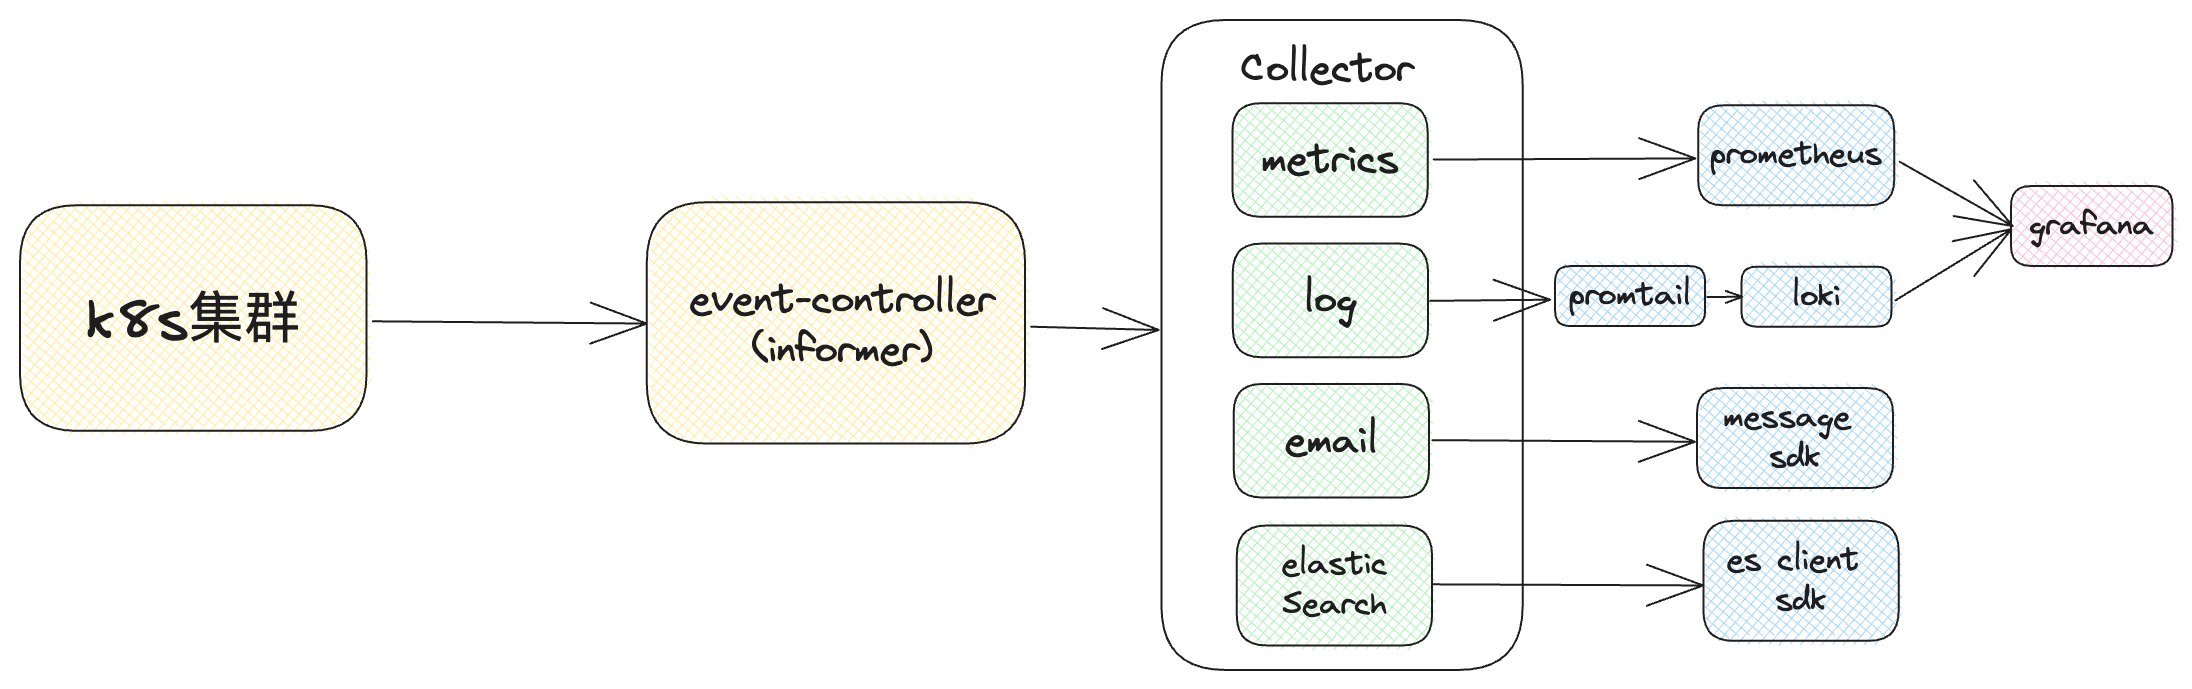 k8s集群
event-controller
(informer)
Collector
metrics
log
email
elastic
Search
prometheus
promtail
loki
message
sdk
es client
sdk
grafana